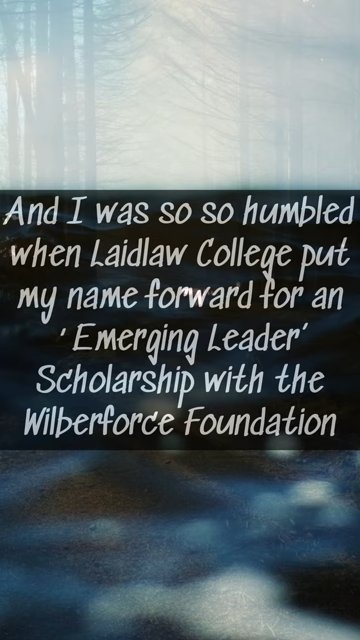 And I was so so humbled
when Laidlaw College put
my name forward for an
‘Emerging Leader’
Scholarship with the
Wilberforce Foundation